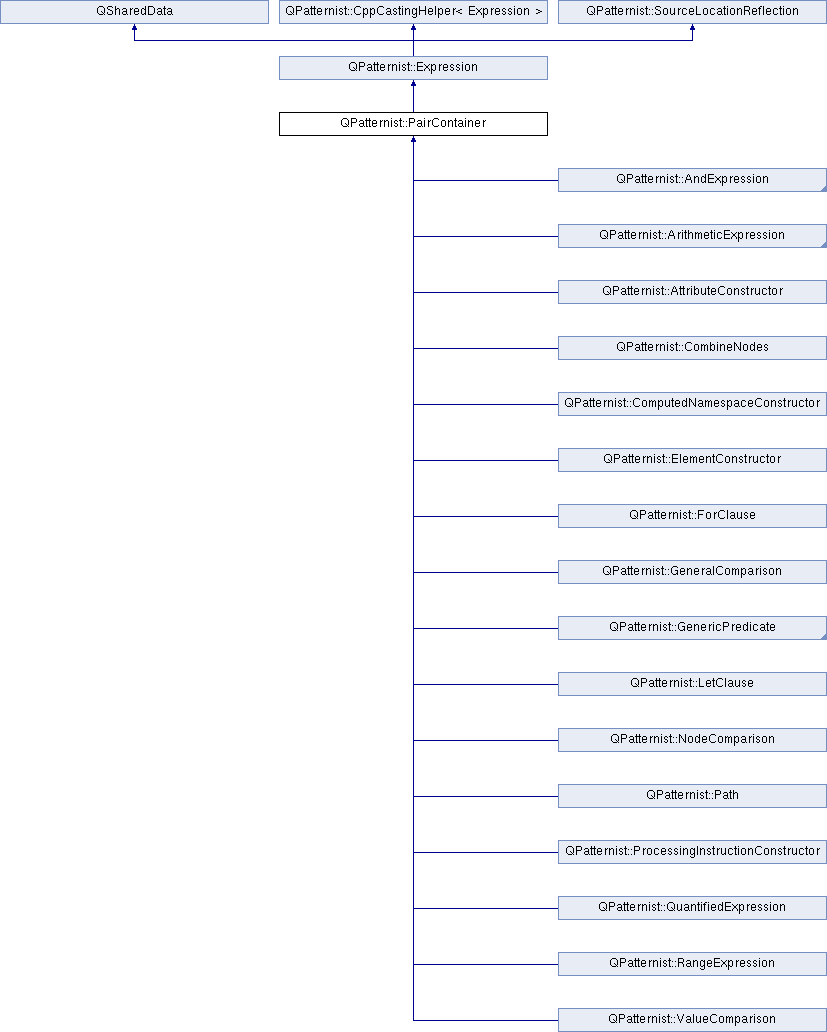 QSharedData
QPatternist::CppCastingHelper< Expression >
QPatternist::SourceLocationReflection
QPatternist::Expression
QPatternist::PairContainer
QPatternist::AndExpression
QPatternist::ArithmeticExpression
QPatternist::AttributeConstructor
QPatternist::CombineNodes
QPatternist::ComputedNamespaceConstructor
QPatternist::ElementConstructor
QPatternist::ForClause
QPatternist::GeneralComparison
QPatternist::GenericPredicate
QPatternist::LetClause
QPatternist::NodeComparison
QPatternist::Path
QPatternist::ProcessingInstructionConstructor
QPatternist::QuantifiedExpression
QPatternist::RangeExpression
QPatternist::ValueComparison